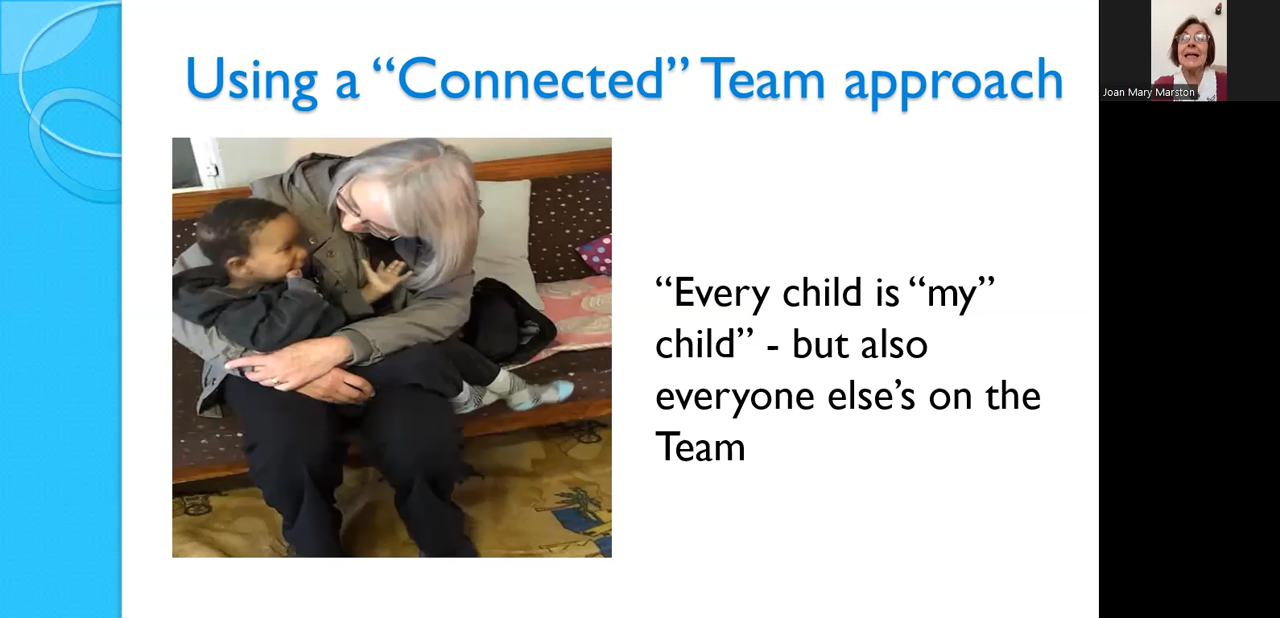 Using a “Connected” Team approach
“Every child is “my”
child” - but also
everyone else’s on the
Team
Joan Mary Marston